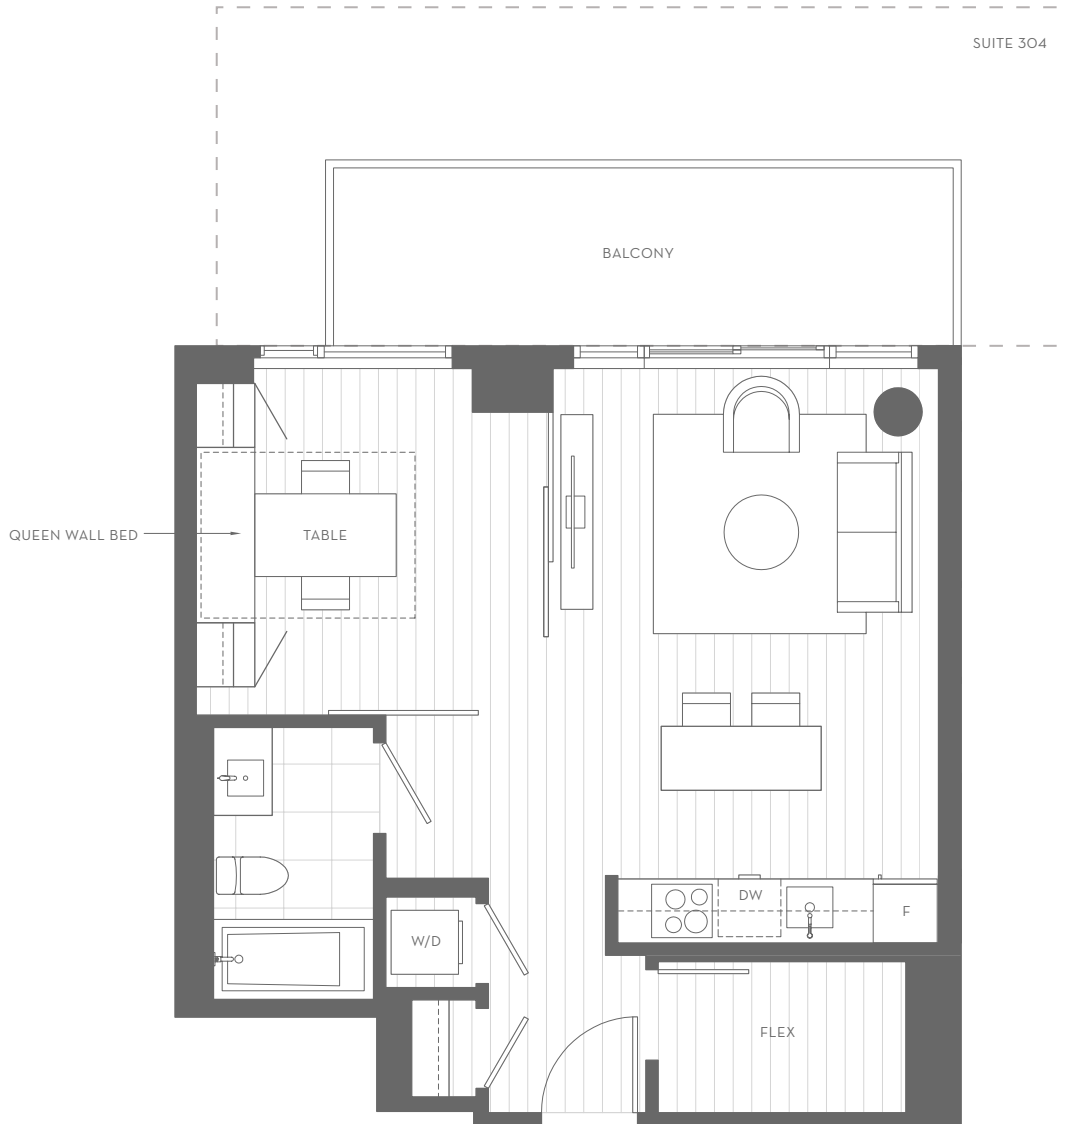 SUITE 304
BALCONY
QUEEN WALL BED
TABLE
DW
F
W/D
FLEX